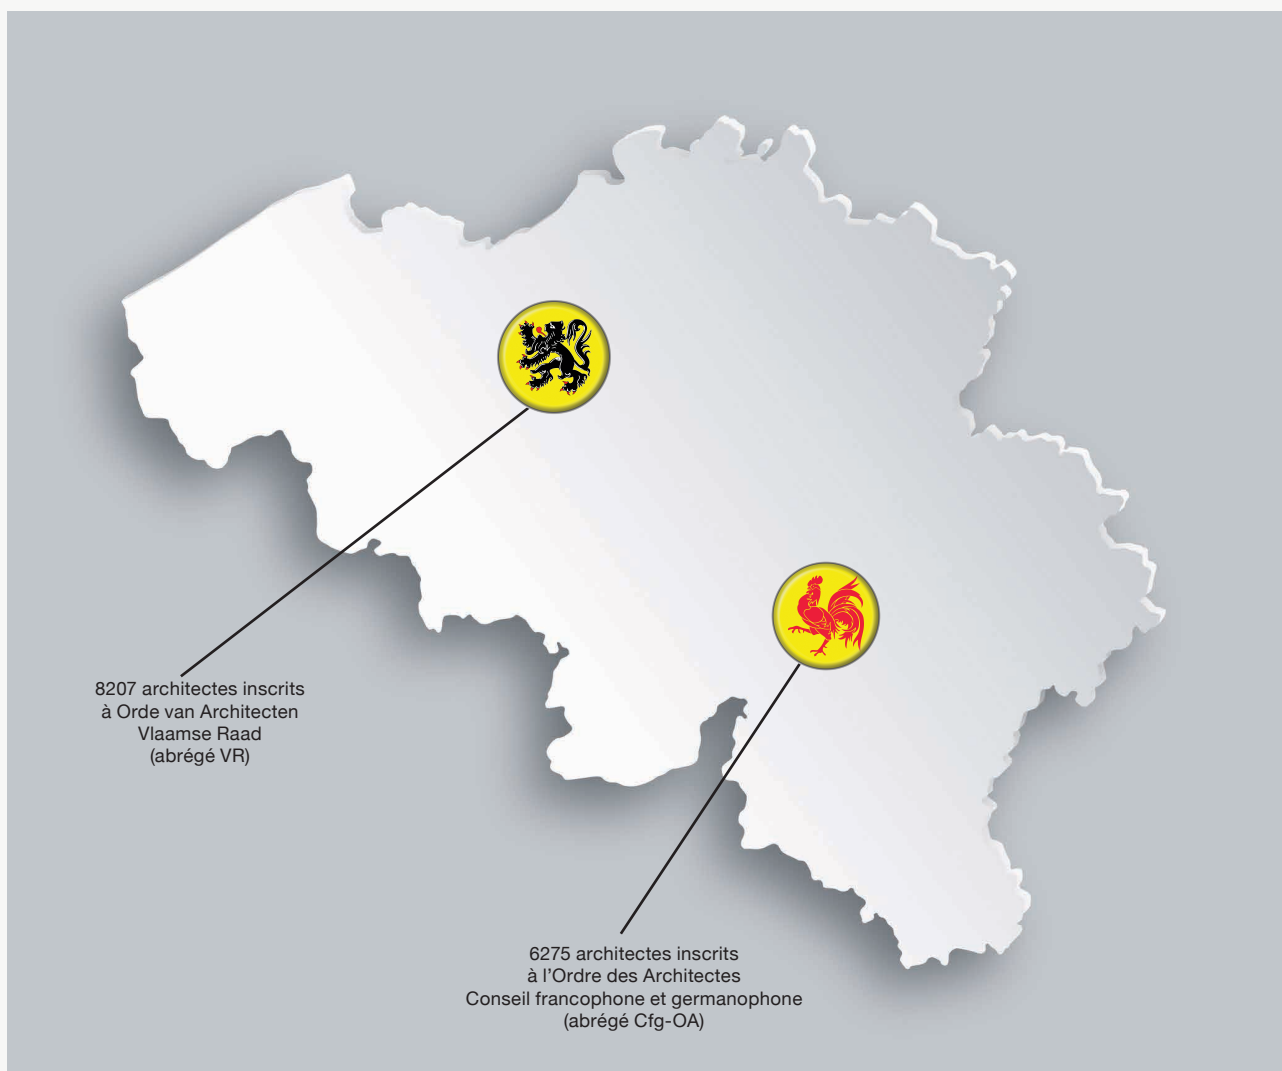 8207 architectes inscrits
à Orde van Architecten
Vlaamse Raad
(abrégé VR)
6275 architectes inscrits
à l’Ordre des Architectes
Conseil francophone et germanophone
(abrégé Cfg-OA)